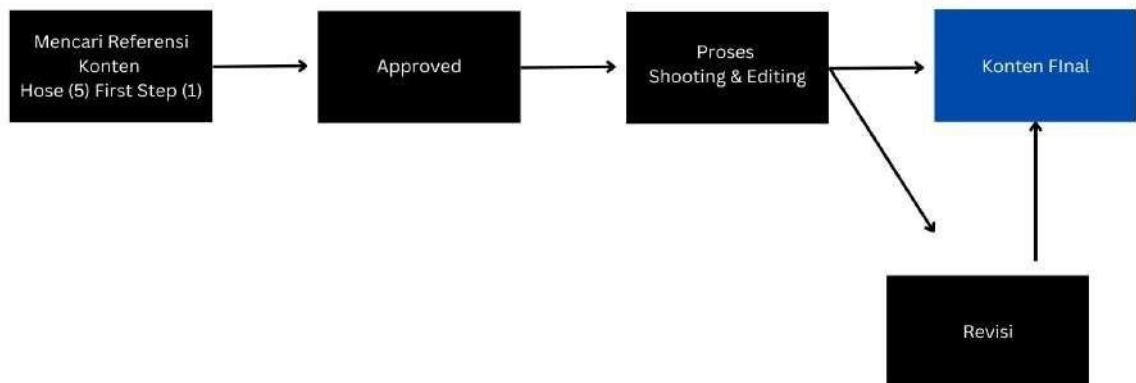 Mencari Referensi
Konten
Hose (5) First Step (1)
Approved
Proses
Shooting & Editing
Konten FInal
Revisi